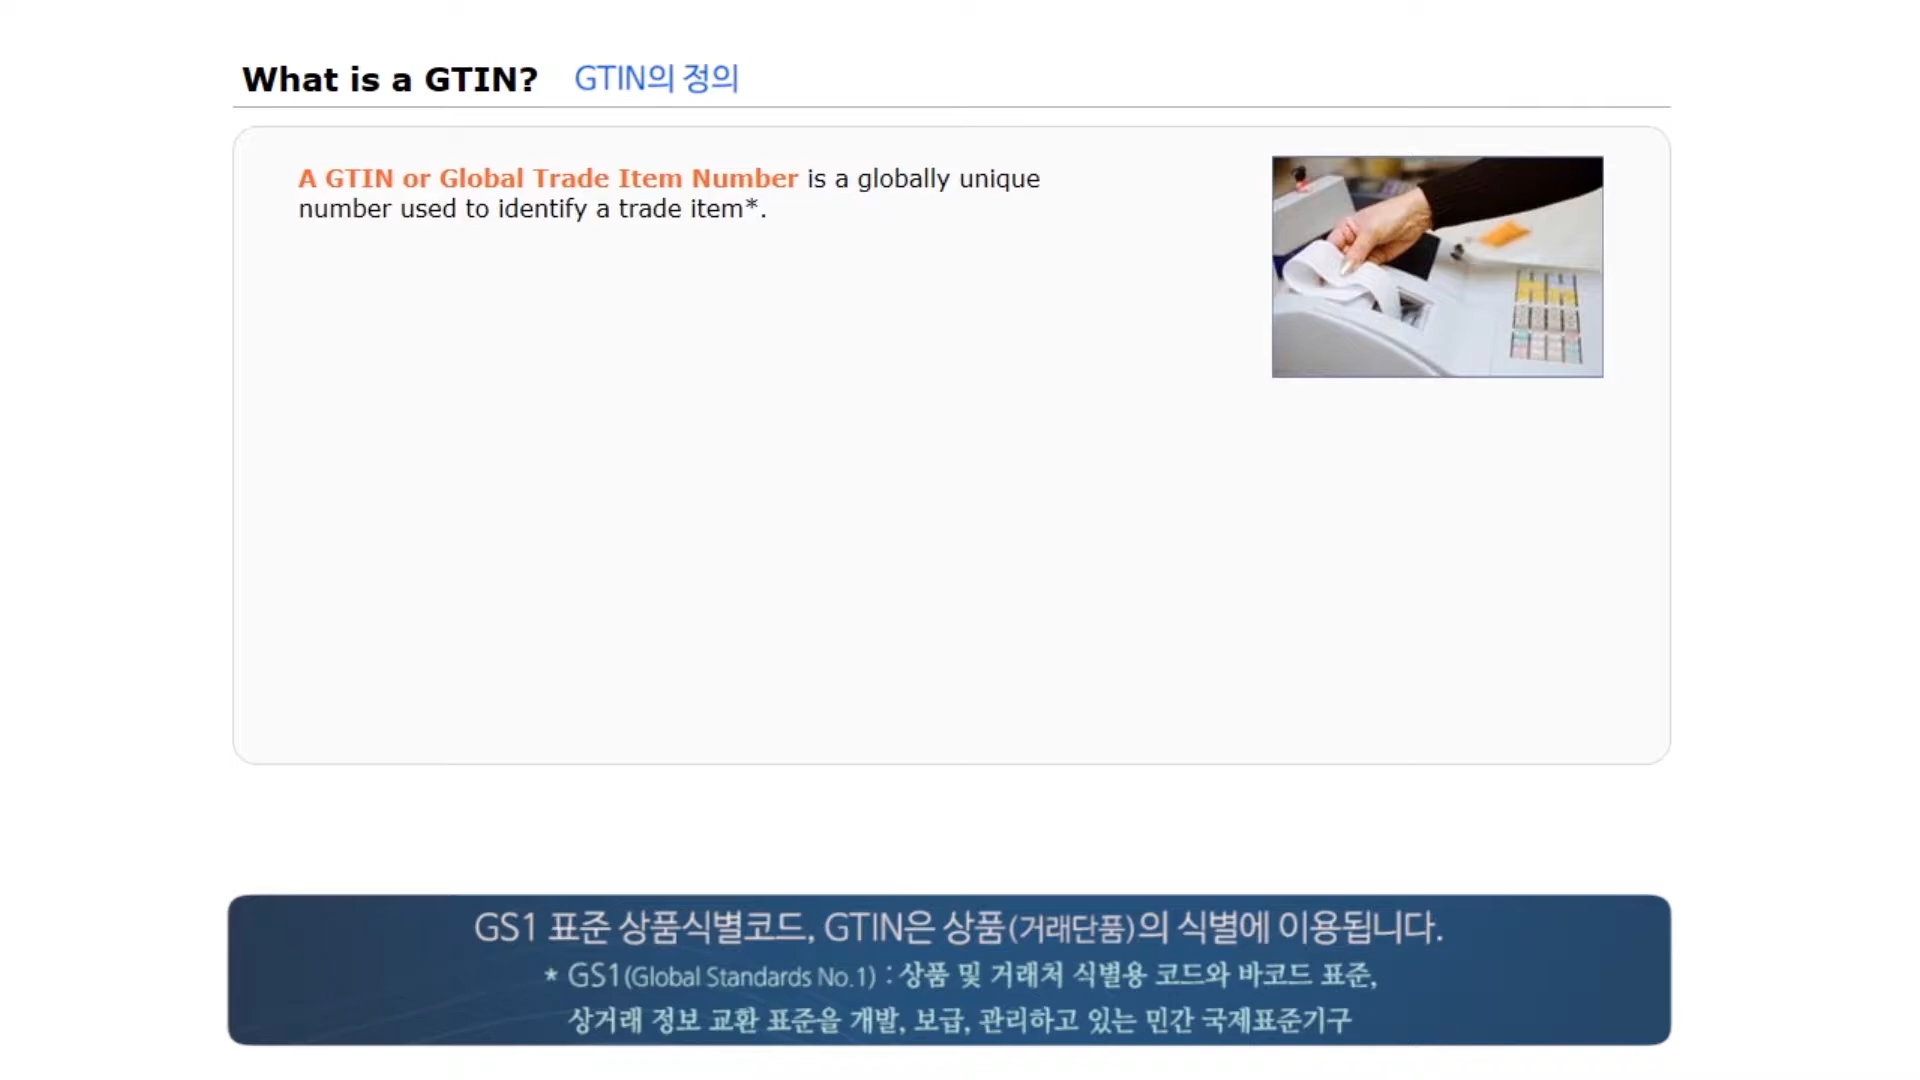 What is a GTIN? GTIN의 정의
A GTIN or Global Trade Item Number is a globally unique
number used to identify a trade item*.
GS1 표준 상품식별코드, GTIN은 상품(거래단품)의 식별에 이용됩니다.
* GS1(Global Standards No.1) : 상품 및 거래처 식별용 코드와 바코드 표준,
상거래 정보 교환 표준을 개발, 보급, 관리하고 있는 민간 국제표준기구